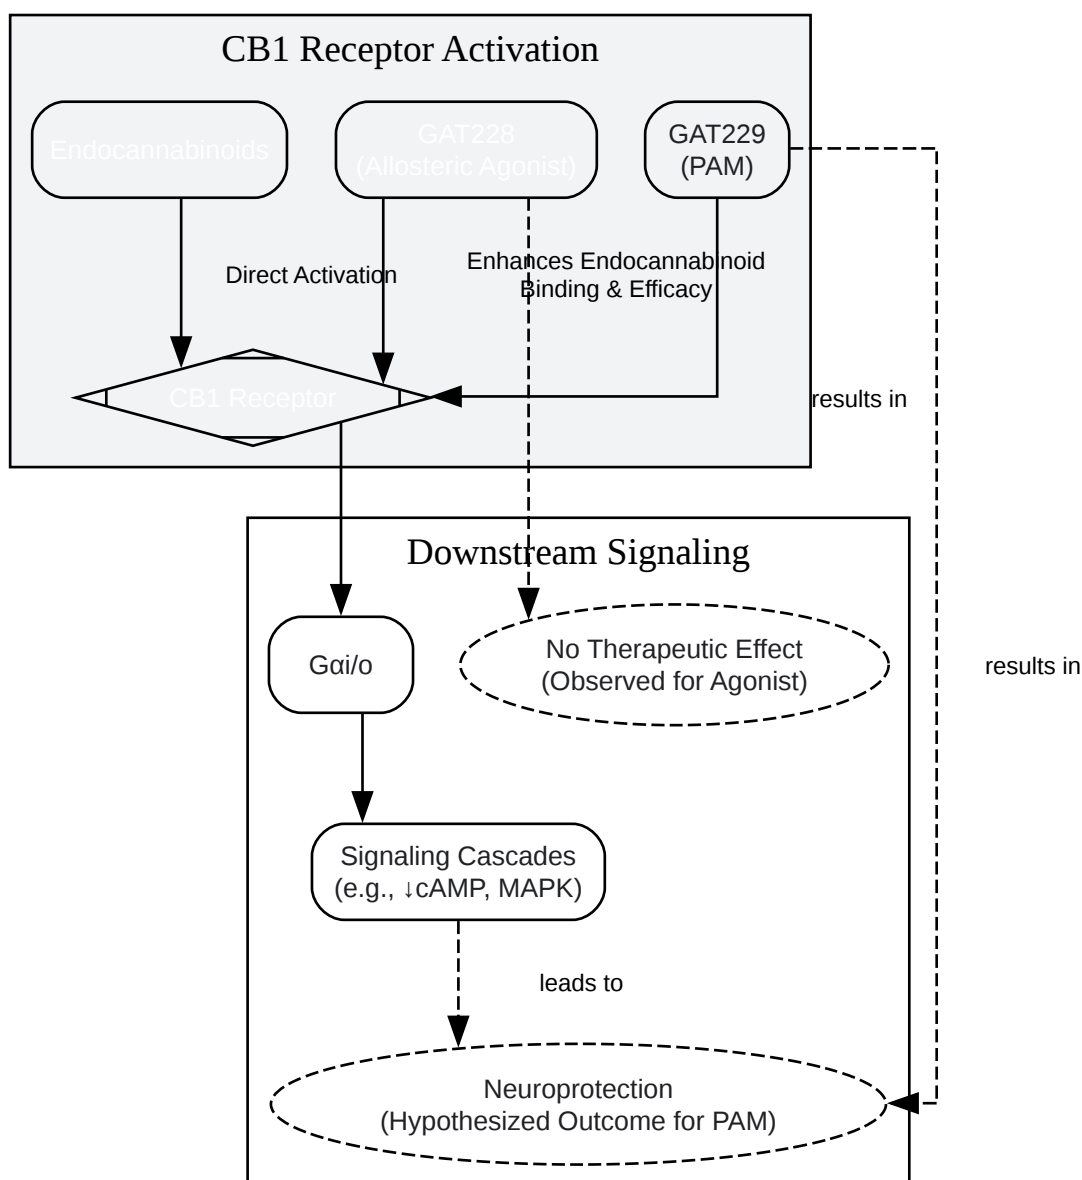 CB1 Receptor Activation
Endocannabinoids
GAT228
(Allosteric Agonist)
GAT229
(PAM)
Direct Activation
Enhances Endocannabinoid
Binding & Efficacy
CB1 Receptor
results in
Downstream Signaling
Gαi/o
No Therapeutic Effect
(Observed for Agonist)
results in
Signaling Cascades
(e.g., ↓cAMP, MAPK)
leads to
Neuroprotection
(Hypothesized Outcome for PAM)